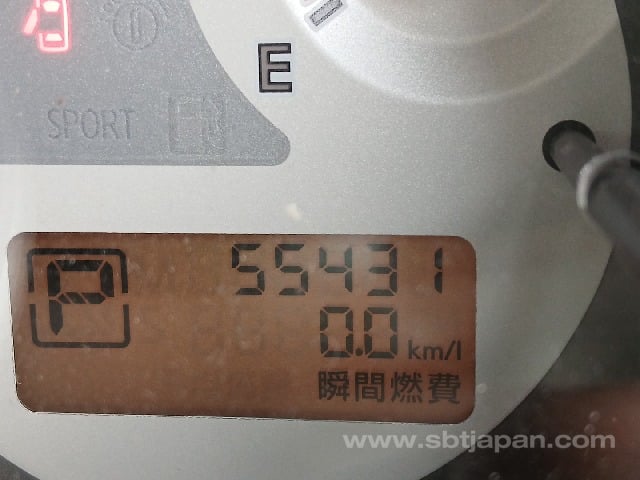 E
SPORT
P
55431
0.0 km/l
瞬間燃費
www.sbtjapan.com